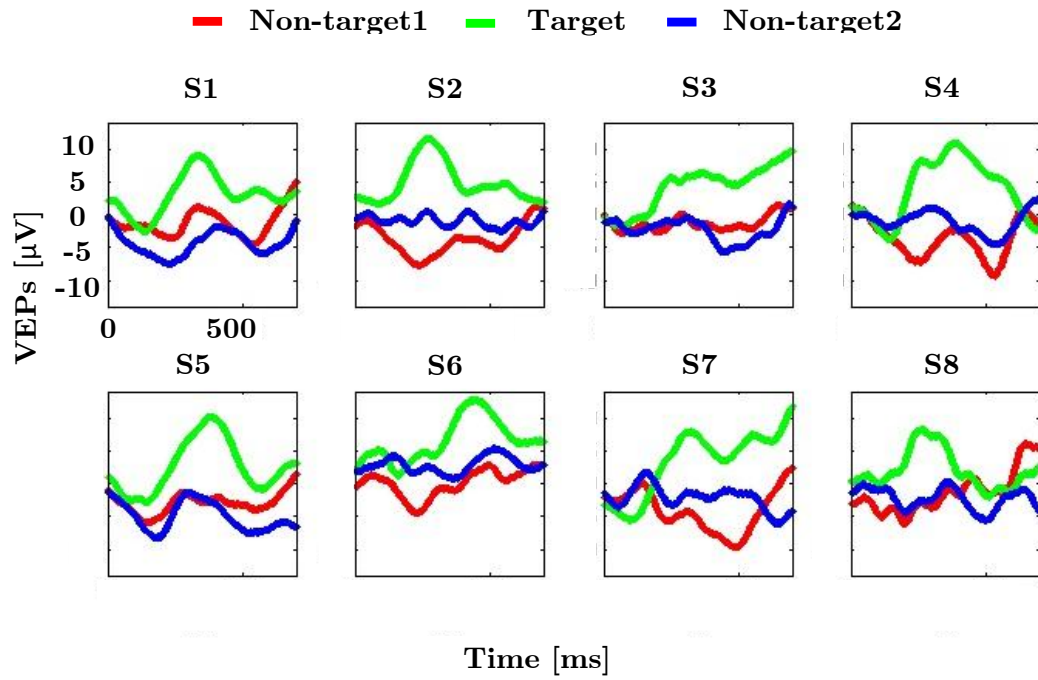 Non-target1 Target Non-target2
S1 S2 S3 S4
VEPs [μV]
10
5
0
-5
-10
0 500
S5 S6 S7 S8
Time [ms]